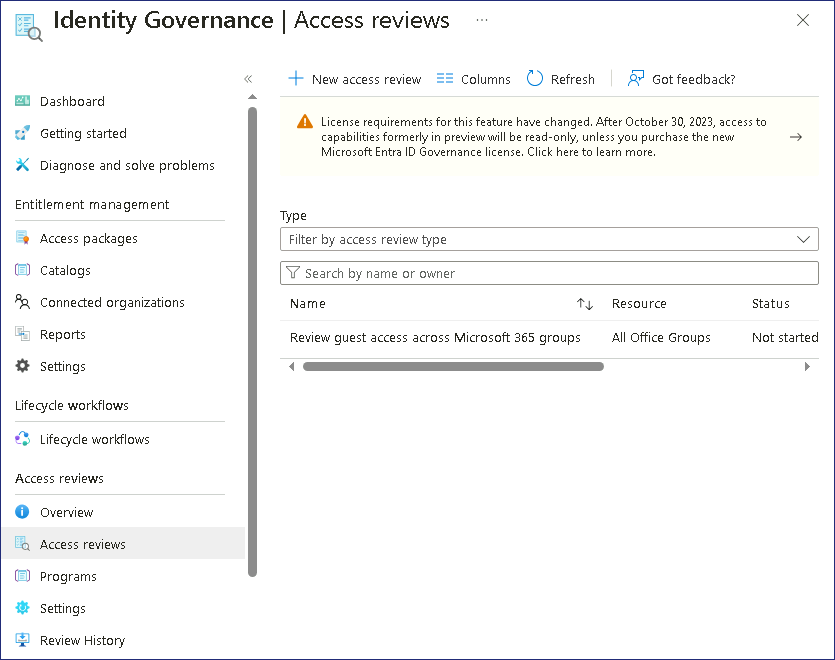 Identity Governance | Access reviews ...
«
Dashboard
Getting started
Diagnose and solve problems
Entitlement management
Access packages
Catalogs
Connected organizations
Reports
Settings
Lifecycle workflows
Lifecycle workflows
Access reviews
Overview
Access reviews
Programs
Settings
Review History
New access review Columns Refresh Got feedback?
License requirements for this feature have changed. After October 30, 2023, access to
capabilities formerly in preview will be read-only, unless you purchase the new
Microsoft Entra ID Governance license. Click here to learn more.
Type
Filter by access review type
Search by name or owner
Name Resource Status
Review guest access across Microsoft 365 groups All Office Groups Not started